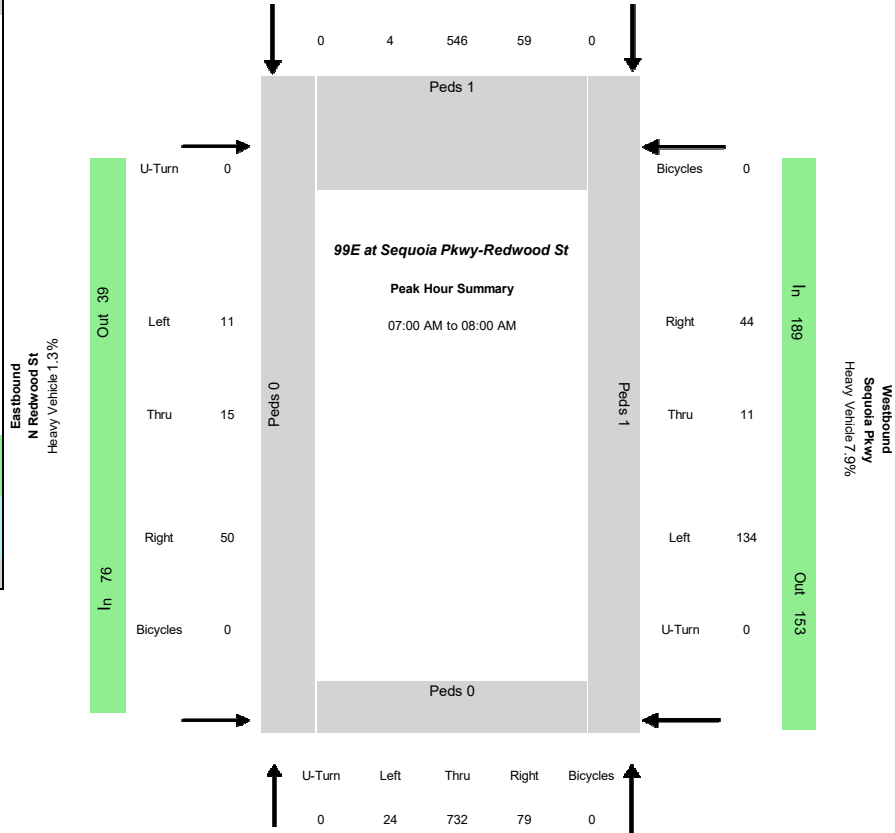 0 4 546 59 0
Peds 1
U-Turn 0
Bicycles 0
99E at Sequoia Pkwy-Redwood St
Peak Hour Summary
07:00 AM to 08:00 AM
Out 39
In 189
Left 11
Right 44
Eastbound
N Redwood St
Heavy Vehicle 1.3%
Peds 0
Peds 1
Westbound
Sequoia Pkwy
Heavy Vehicle 7.9%
Thru 15
Thru 11
Right 50
Left 134
In 76
Out 153
Bicycles 0
U-Turn 0
Peds 0
U-Turn Left Thru Right Bicycles
0 24 732 79 0